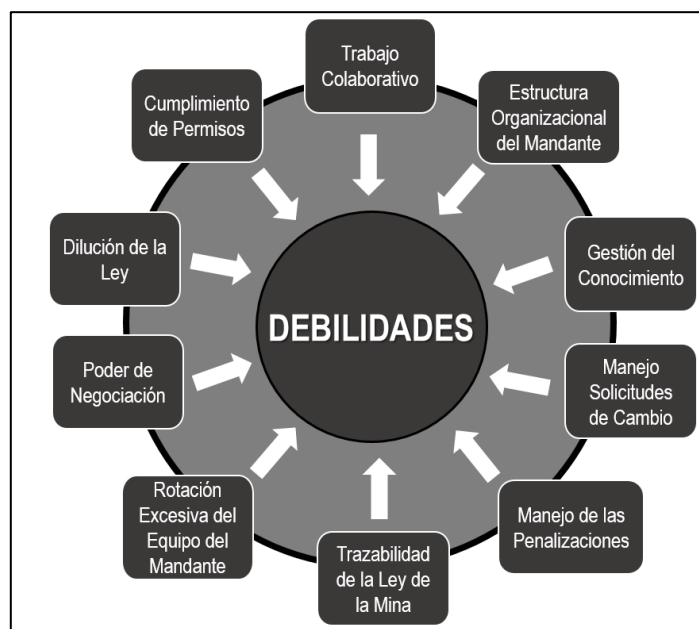 Trabajo
Colaborativo
Estructura
Organizacional
del Mandante
Gestión del
Conocimiento
Manejo
Solicitudes
de Cambio
Manejo de las
Penalizaciones
Trazabilidad
de la Ley de
la Mina
Rotación
Excesiva del
Equipo del
Mandante
Poder de
Negociación
Dilución de la
Ley
Cumplimiento
de Permisos
DEBILIDADES